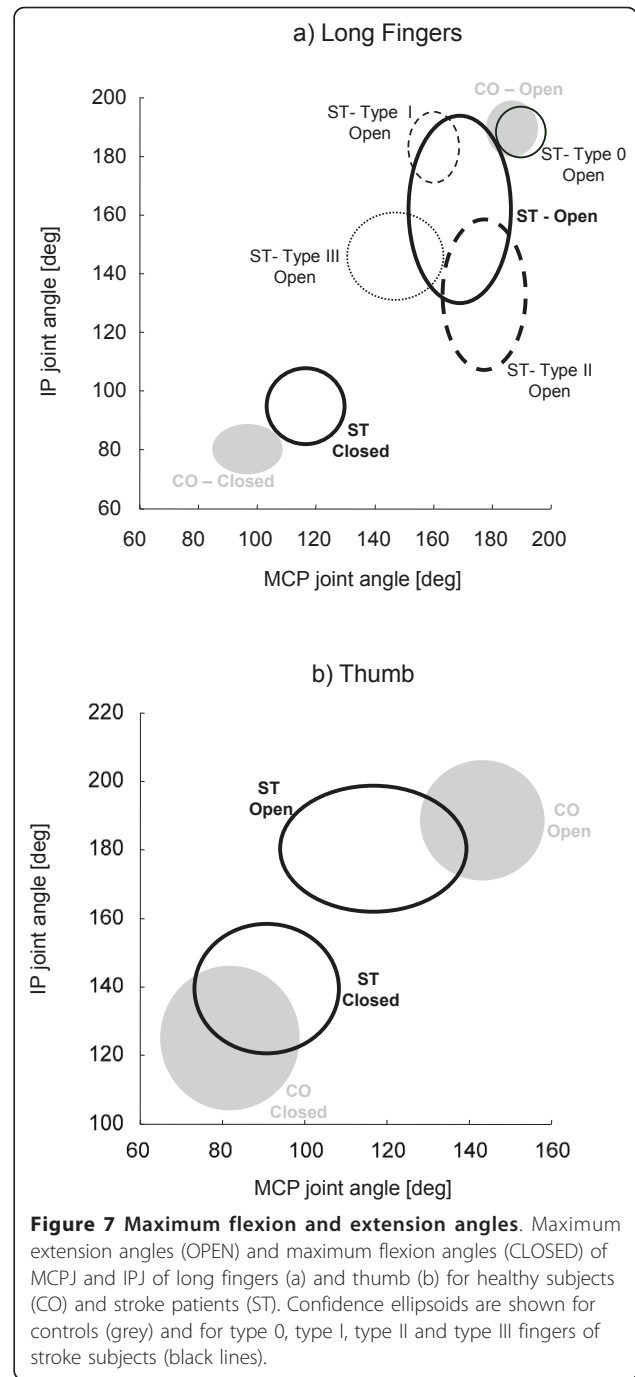 a) Long Fingers
CO – Open
ST- Type I
Open
ST- Type 0
Open
ST - Open
ST- Type III
Open
ST- Type II
Open
ST
Closed
CO – Closed
IP joint angle [deg]
200
180
160
140
120
100
80
60
60 80 100 120 140 160 180 200
MCP joint angle [deg]
b) Thumb
ST
Open
CO
Open
ST
Closed
CO
Closed
IP joint angle [deg]
220
200
180
160
140
120
100
60 80 100 120 140 160
MCP joint angle [deg]
Figure 7 Maximum flexion and extension angles. Maximum
extension angles (OPEN) and maximum flexion angles (CLOSED) of
MCPJ and IPJ of long fingers (a) and thumb (b) for healthy subjects
(CO) and stroke patients (ST). Confidence ellipsoids are shown for
controls (grey) and for type 0, type I, type II and type III fingers of
stroke subjects (black lines).